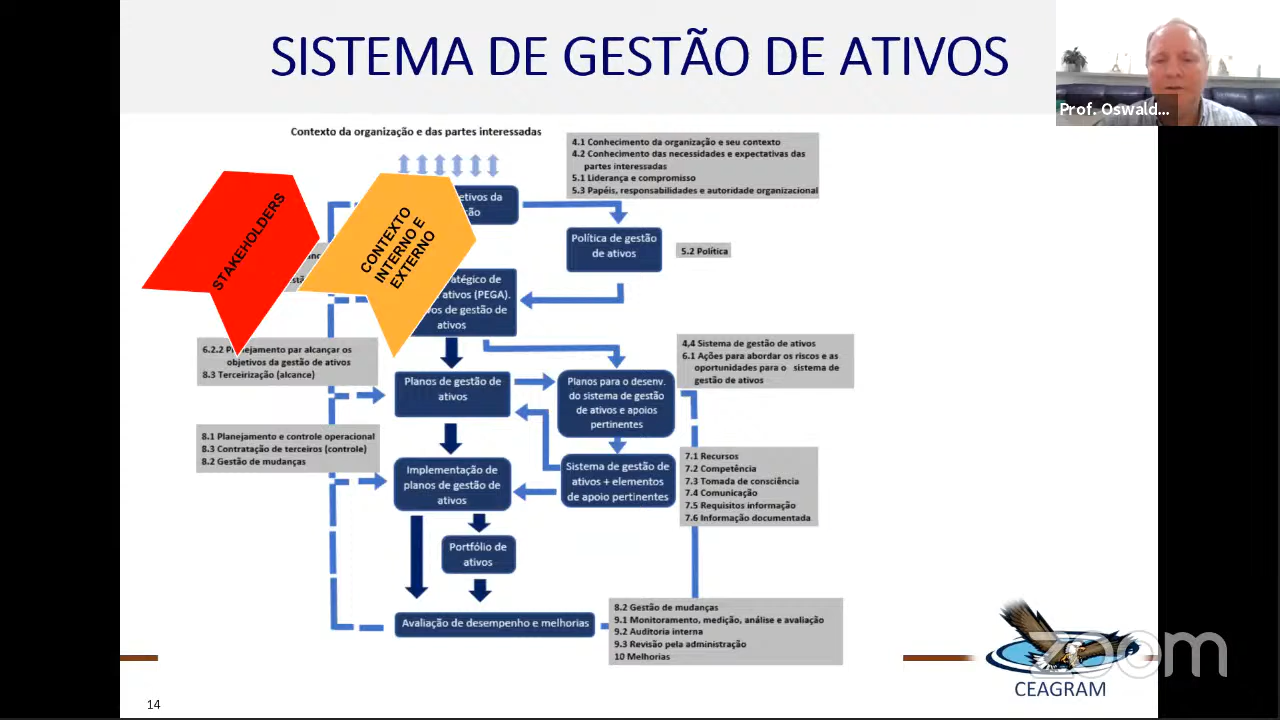 SISTEMA DE GESTÃO DE ATIVOS
Prof. Oswald...
Contexto da organização e das partes interessadas
4.1 Conhecimento da organização e seu contexto
4.2 Conhecimento das necessidades e expectativas das
partes interessadas
5.1 Liderança e compromisso
5.3 Papéis, responsabilidades e autoridade organizacional
STAKEHOLDERS
CONTEXTO
INTERNO E
EXTERNO
da
Política de gestão
de ativos
5.2 Política
de
ativos (PEGA).
de gestão de
ativos
6.2.2 Planejamento par alcançar os
objetivos da gestão de ativos
8.3 Terceirização (alcance)
4,4 Sistema de gestão de ativos
6.1 Ações para abordar os riscos e as
oportunidades para o sistema de
gestão de ativos
Planos de gestão de
ativos
Planos para o desenv.
do sistema de gestão
de ativos e apoios
pertinentes
8.1 Planejamento e controle operacional
8.3 Contratação de terceiros (controle)
8.2 Gestão de mudanças
Implementação de
planos de gestão de
ativos
Sistema de gestão de
ativos + elementos
de apoio pertinentes
7.1 Recursos
7.2 Competência
7.3 Tomada de consciência
7.4 Comunicação
7.5 Requisitos informação
7.6 Informação documentada
Portfólio de
ativos
Avaliação de desempenho e melhorias
8.2 Gestão de mudanças
9.1 Monitoramento, medição, análise e avaliação
9.2 Auditoria interna
9.3 Revisão pela administração
10 Melhorias
zoom
CEAGRAM
14